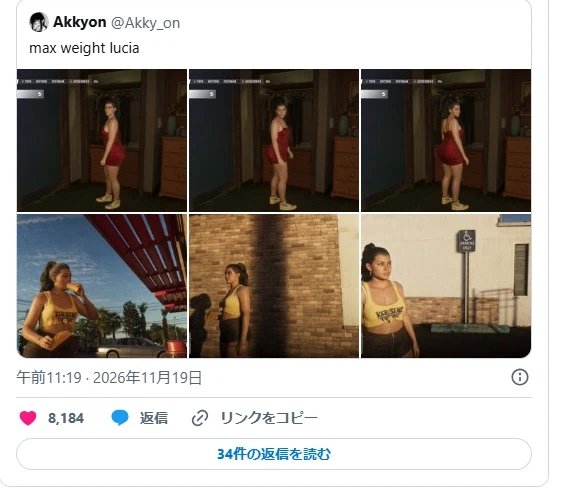 Akkyon @Akky_on
max weight lucia
午前11:19 · 2026年11月19日
8,184 返信 リンクをコピー
34件の返信を読む